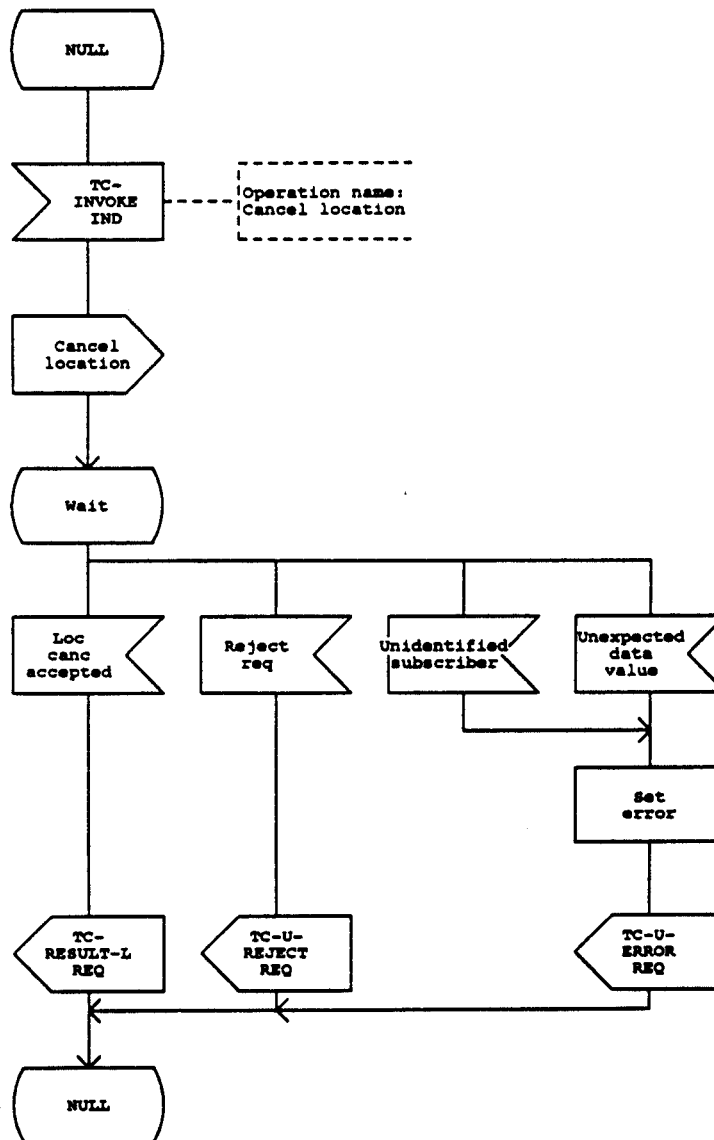 NULL
TC-
INVOKE
IND
Operation name:
Cancel location
Cancel
location
Wait
Loc
canc
accepted
Reject
req
Unidentified
subscriber
Unexpected
data
value
Set
error
TC-
RESULT-L
REQ
TC-U-
REJECT
REQ
TC-U-
ERROR
REQ
NULL